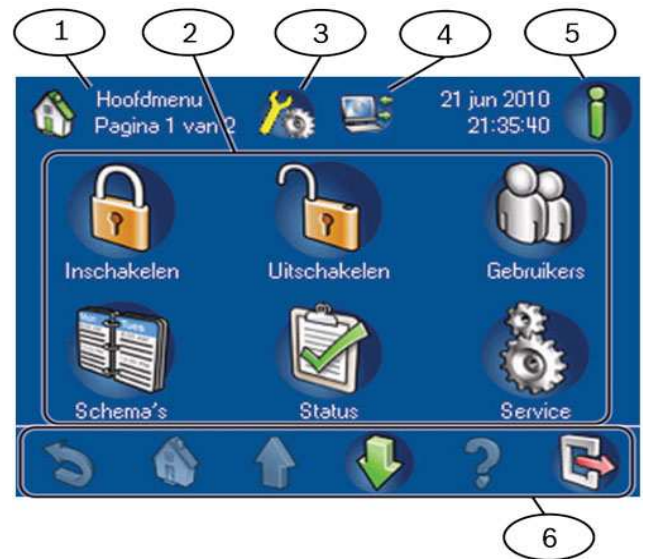 1 2 3 4 5
Hoofdmenu
Pagina 1 van 2
21 jun 2010
21:35:40
Inschakelen Uitschakelen Gebruikers
Schema's Status Service
6